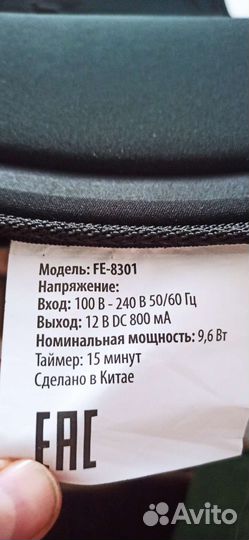 Модель: FE-8301
Напряжение:
Вход: 100 В - 240 В 50/60 Гц
Выход: 12 В DC 800 мА
Номинальная мощность: 9,6 Вт
Таймер: 15 минут
Сделано в Китае
EAC
Avito